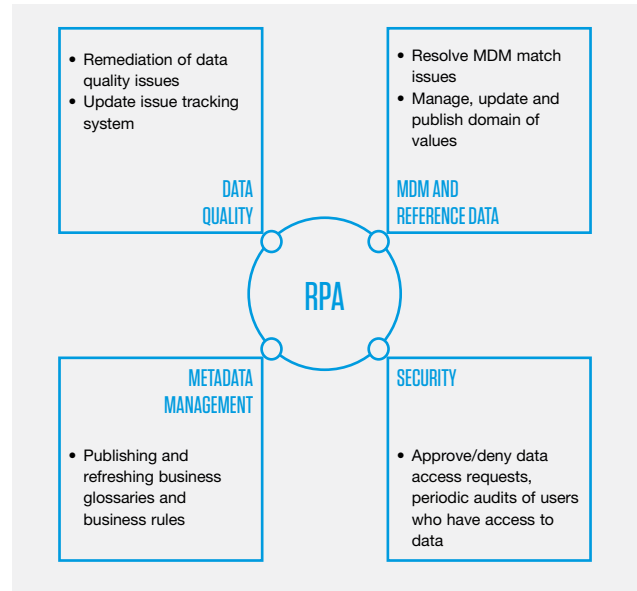 • Remediation of data
quality issues
• Update issue tracking
system
DATA
QUALITY
• Resolve MDM match
issues
• Manage, update and
publish domain of
values
MDM AND
REFERENCE DATA
RPA
METADATA
MANAGEMENT
• Publishing and
refreshing business
glossaries and
business rules
SECURITY
• Approve/deny data
access requests,
periodic audits of users
who have access to
data